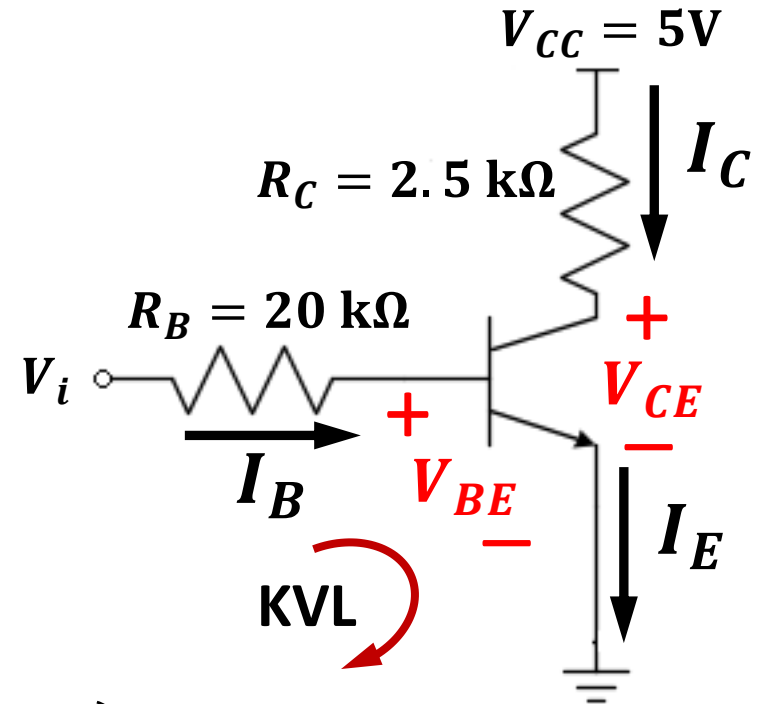 V_CC = 5V
I_C
R_C = 2.5 kΩ
R_B = 20 kΩ
+
V_i
V_CE
+
−
I_B
V_BE
I_E
−
KVL